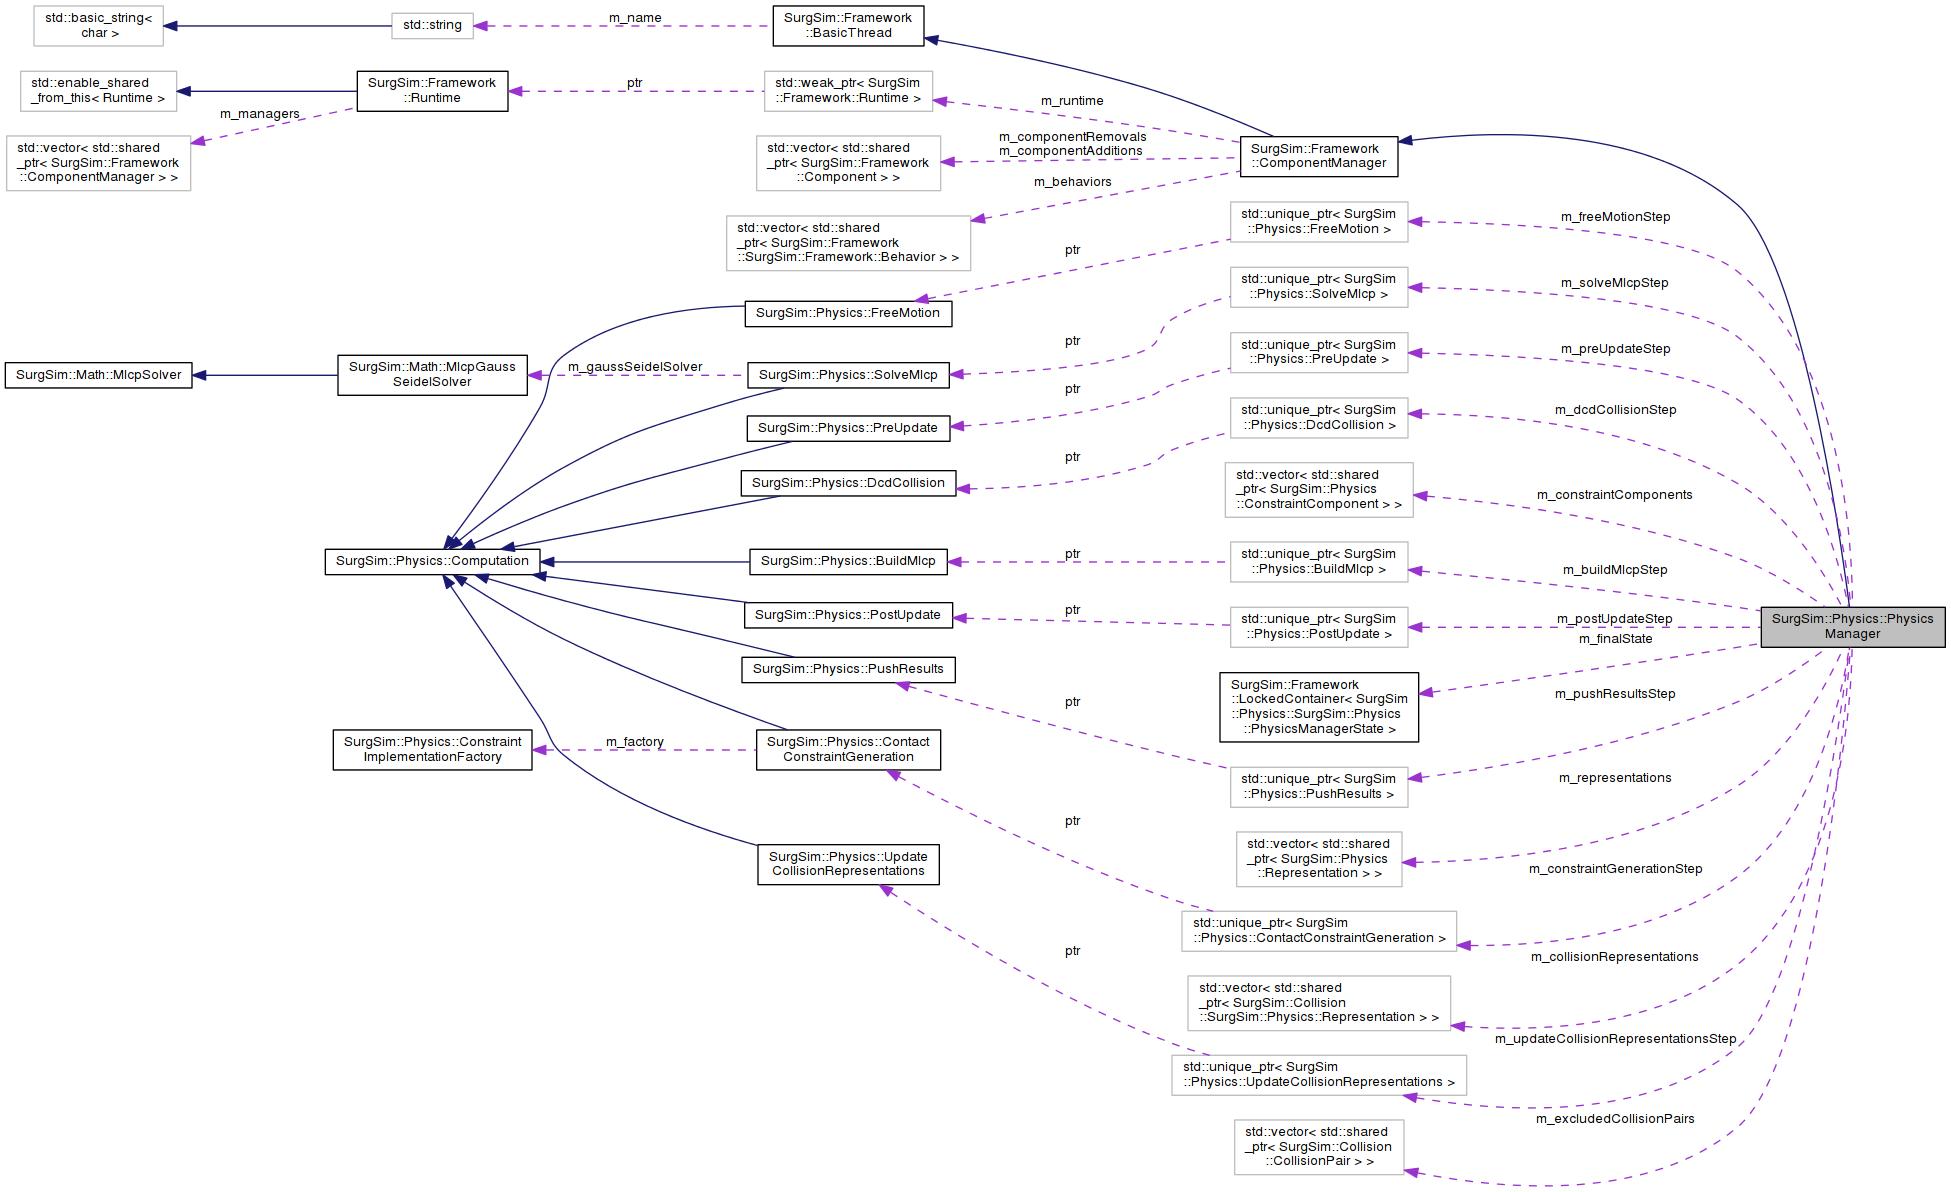 std::basic_string<
char >
std::string
m_name
SurgSim::Framework
::BasicThread
std::enable_shared
_from_this< Runtime >
SurgSim::Framework
::Runtime
ptr
std::weak_ptr< SurgSim
::Framework::Runtime >
m_runtime
m_managers
std::vector< std::shared
_ptr< SurgSim::Framework
::ComponentManager > >
std::vector< std::shared
_ptr< SurgSim::Framework
::Component > >
m_componentRemovals
m_componentAdditions
SurgSim::Framework
::ComponentManager
m_behaviors
std::vector< std::shared
_ptr< SurgSim::Framework
::SurgSim::Framework::Behavior > >
std::unique_ptr< SurgSim
::Physics::FreeMotion >
m_freeMotionStep
ptr
std::unique_ptr< SurgSim
::Physics::SolveMlcp >
m_solveMlcpStep
SurgSim::Physics::FreeMotion
ptr
std::unique_ptr< SurgSim
::Physics::PreUpdate >
m_preUpdateStep
SurgSim::Math::MlcpSolver
SurgSim::Math::MlcpGauss
SeidelSolver
m_gaussSeidelSolver
SurgSim::Physics::SolveMlcp
ptr
std::unique_ptr< SurgSim
::Physics::DcdCollision >
m_dcdCollisionStep
SurgSim::Physics::PreUpdate
ptr
SurgSim::Physics::DcdCollision
std::vector< std::shared
_ptr< SurgSim::Physics
::ConstraintComponent > >
m_constraintComponents
SurgSim::Physics::Computation
SurgSim::Physics::BuildMlcp
ptr
std::unique_ptr< SurgSim
::Physics::BuildMlcp >
m_buildMlcpStep
SurgSim::Physics::PostUpdate
ptr
std::unique_ptr< SurgSim
::Physics::PostUpdate >
m_postUpdateStep
m_finalState
SurgSim::Physics::Physics
Manager
SurgSim::Physics::PushResults
ptr
SurgSim::Framework
::LockedContainer< SurgSim
::Physics::SurgSim::Physics
::PhysicsManagerState >
m_pushResultsStep
SurgSim::Physics::Constraint
ImplementationFactory
m_factory
SurgSim::Physics::Contact
ConstraintGeneration
std::unique_ptr< SurgSim
::Physics::PushResults >
m_representations
ptr
std::vector< std::shared
_ptr< SurgSim::Physics
::Representation > >
m_constraintGenerationStep
SurgSim::Physics::Update
CollisionRepresentations
std::unique_ptr< SurgSim
::Physics::ContactConstraintGeneration >
ptr
m_collisionRepresentations
std::vector< std::shared
_ptr< SurgSim::Collision
::SurgSim::Physics::Representation > >
m_updateCollisionRepresentationsStep
std::unique_ptr< SurgSim
::Physics::UpdateCollisionRepresentations >
m_excludedCollisionPairs
std::vector< std::shared
_ptr< SurgSim::Collision
::CollisionPair > >